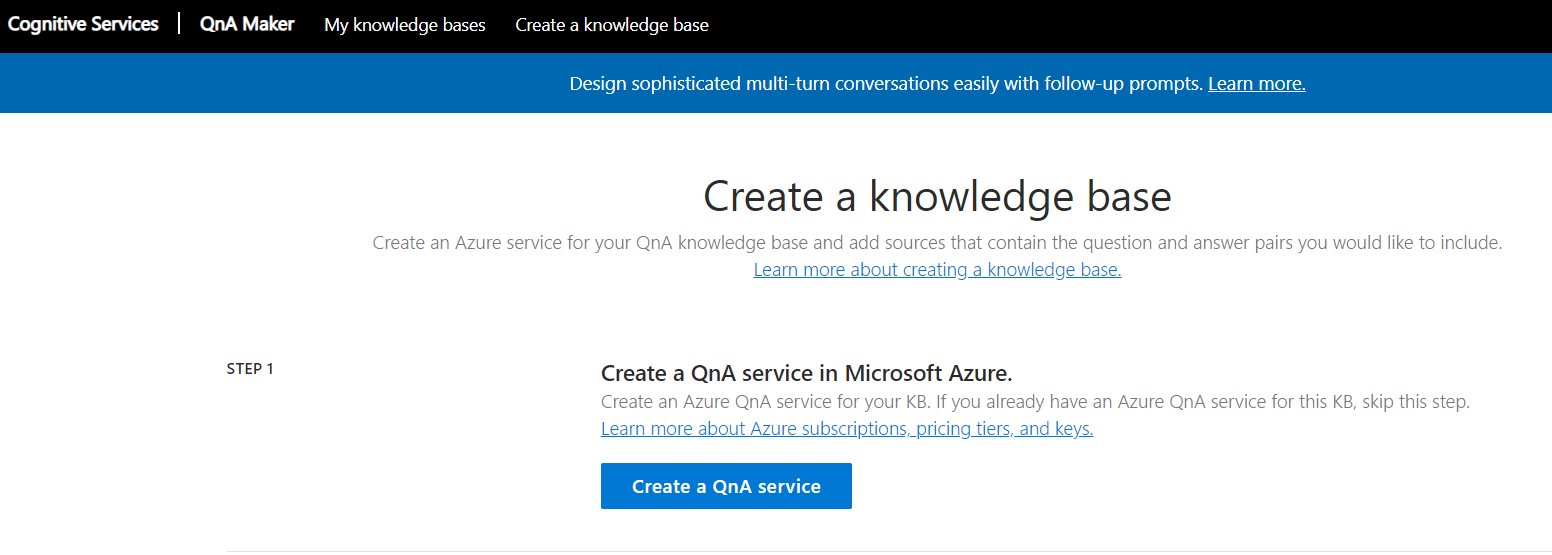 Cognitive Services | QnA Maker My knowledge bases Create a knowledge base
Design sophisticated multi-turn conversations easily with follow-up prompts. Learn more.
Create a knowledge base
Create an Azure service for your QnA knowledge base and add sources that contain the question and answer pairs you would like to include.
Learn more about creating a knowledge base.
STEP 1
Create a QnA service in Microsoft Azure.
Create an Azure QnA service for your KB. If you already have an Azure QnA service for this KB, skip this step.
Learn more about Azure subscriptions, pricing tiers, and keys.
Create a QnA service